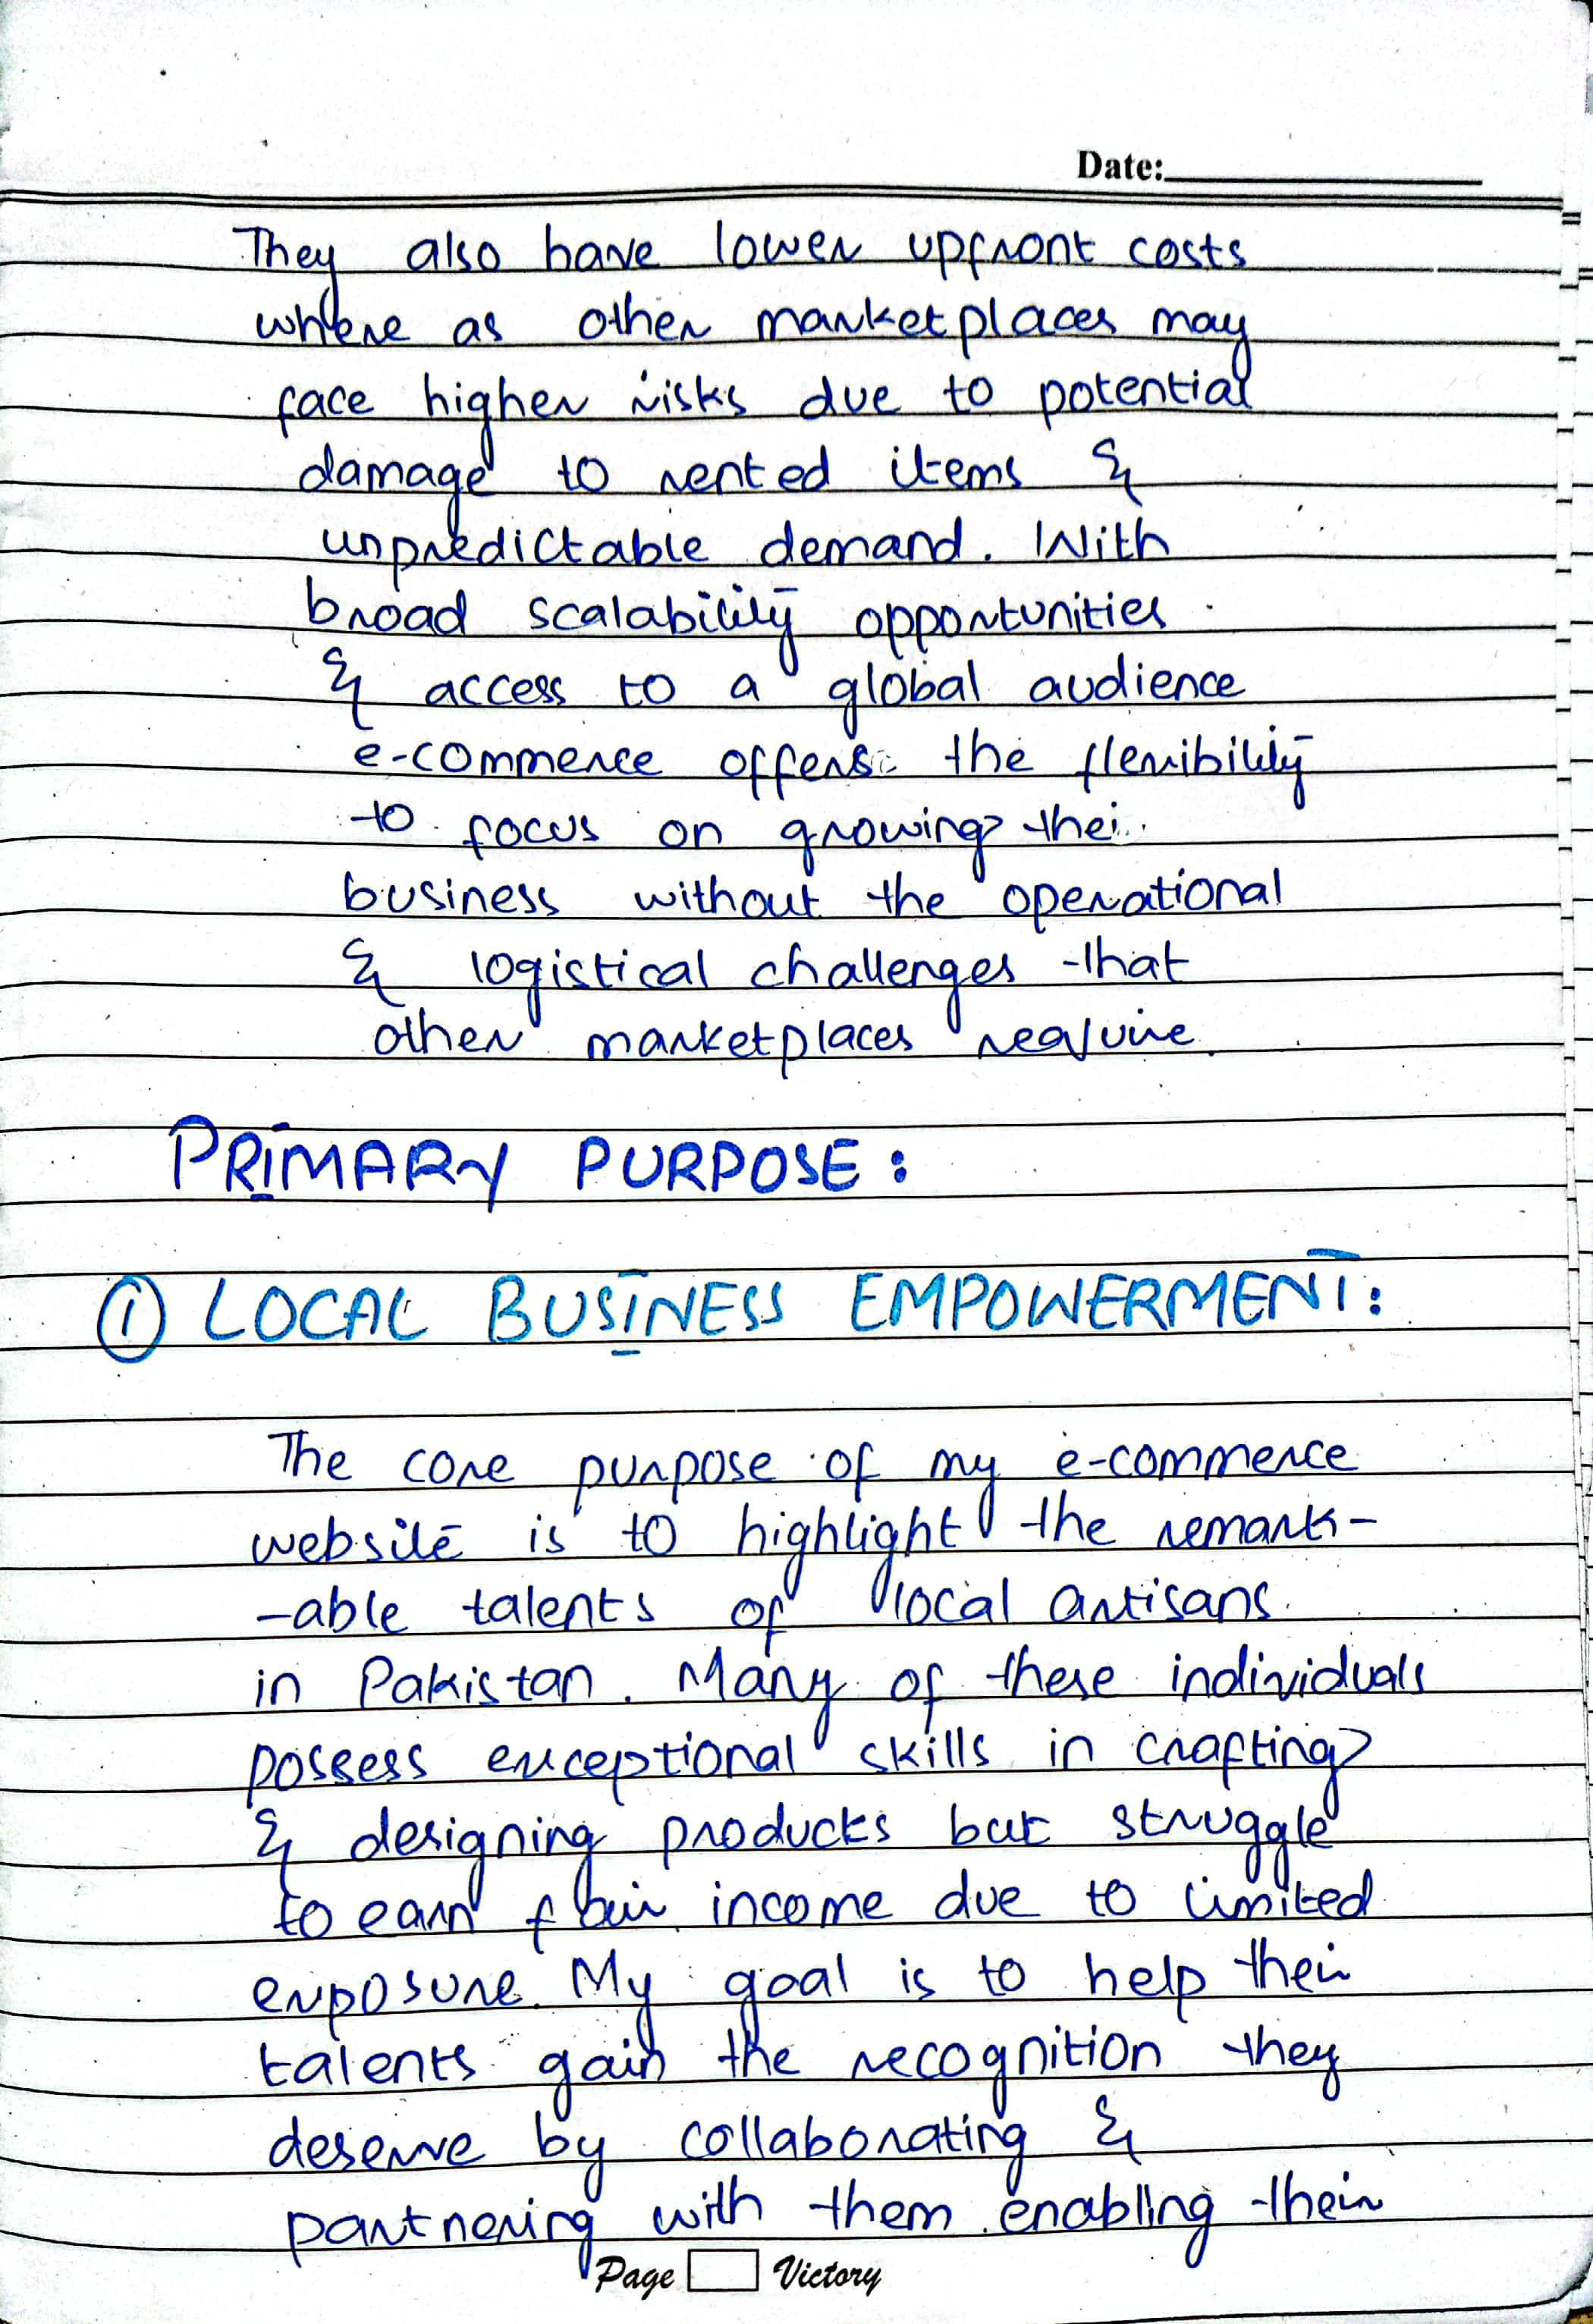 Date:
They also have lower upfront costs
where as other marketplaces may
face higher risks due to potential
damage to rented items &
unpredictable demand. With
broad scalability opportunities
& access to a global audience
e-commerce offers the flexibility
to focus on growing their
business without the operational
& logistical challenges that
other marketplaces require.
PRIMARY PURPOSE:
① LOCAL BUSINESS EMPOWERMENT:
The core purpose of my e-commerce
website is to highlight the remark-
-able talents of local artisans
in Pakistan. Many of these individuals
possess exceptional skills in crafting
& designing products but struggle
to earn fair income due to limited
exposure. My goal is to help their
talents gain the recognition they
deserve by collaborating &
partnering with them enabling their
Page Victory